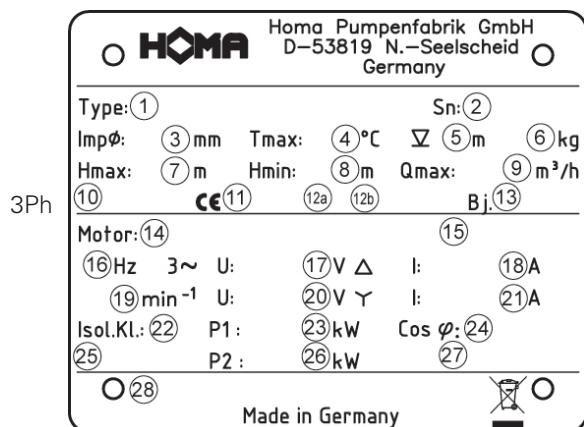 HOMA Homa Pumpenfabrik GmbH
D-53819 N.-Seelscheid
Germany
Type: 1 Sn: 2
Impø: 3 mm Tmax: 4 °C 5 m 6 kg
Hmax: 7 m Hmin: 8 m Qmax: 9 m³/h
3Ph 10 CE 11 12a 12b Bj. 13
Motor: 14 15
16 Hz 3~ U: 17 V △ I: 18 A
19 min⁻¹ U: 20 V Y I: 21 A
Isol.Kl.: 22 P1 : 23 kW Cos φ: 24
25 P2 : 26 kW 27
28
Made in Germany